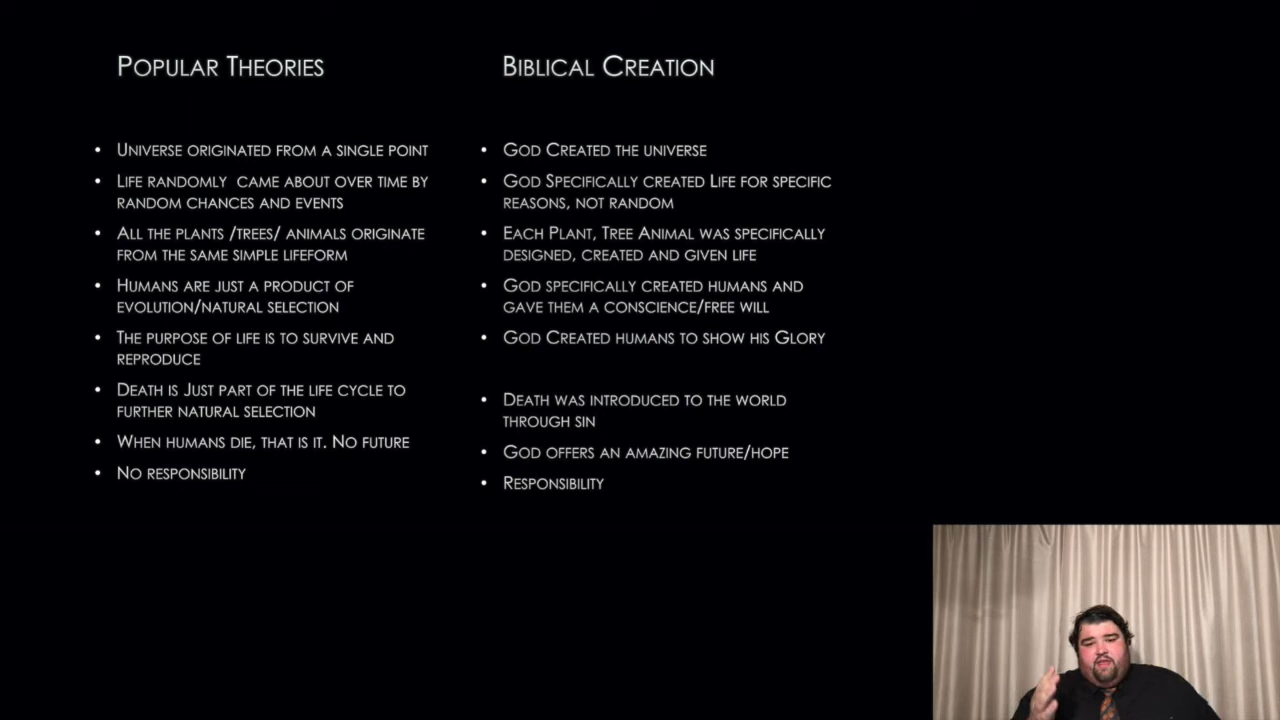 Popular Theories
Universe originated from a single point
Life randomly came about over time by
random chances and events
All the plants /trees/ animals originate
from the same simple lifeform
Humans are just a product of
evolution/natural selection
The purpose of life is to survive and
reproduce
Death is Just part of the life cycle to
further natural selection
When humans die, that is it. No future
No responsibility
Biblical Creation
God Created the universe
God Specifically created Life for specific
reasons, not random
Each Plant, Tree Animal was specifically
designed, created and given life
God specifically created humans and
gave them a conscience/free will
God Created humans to show his Glory
Death was introduced to the world
through sin
God offers an amazing future/hope
Responsibility